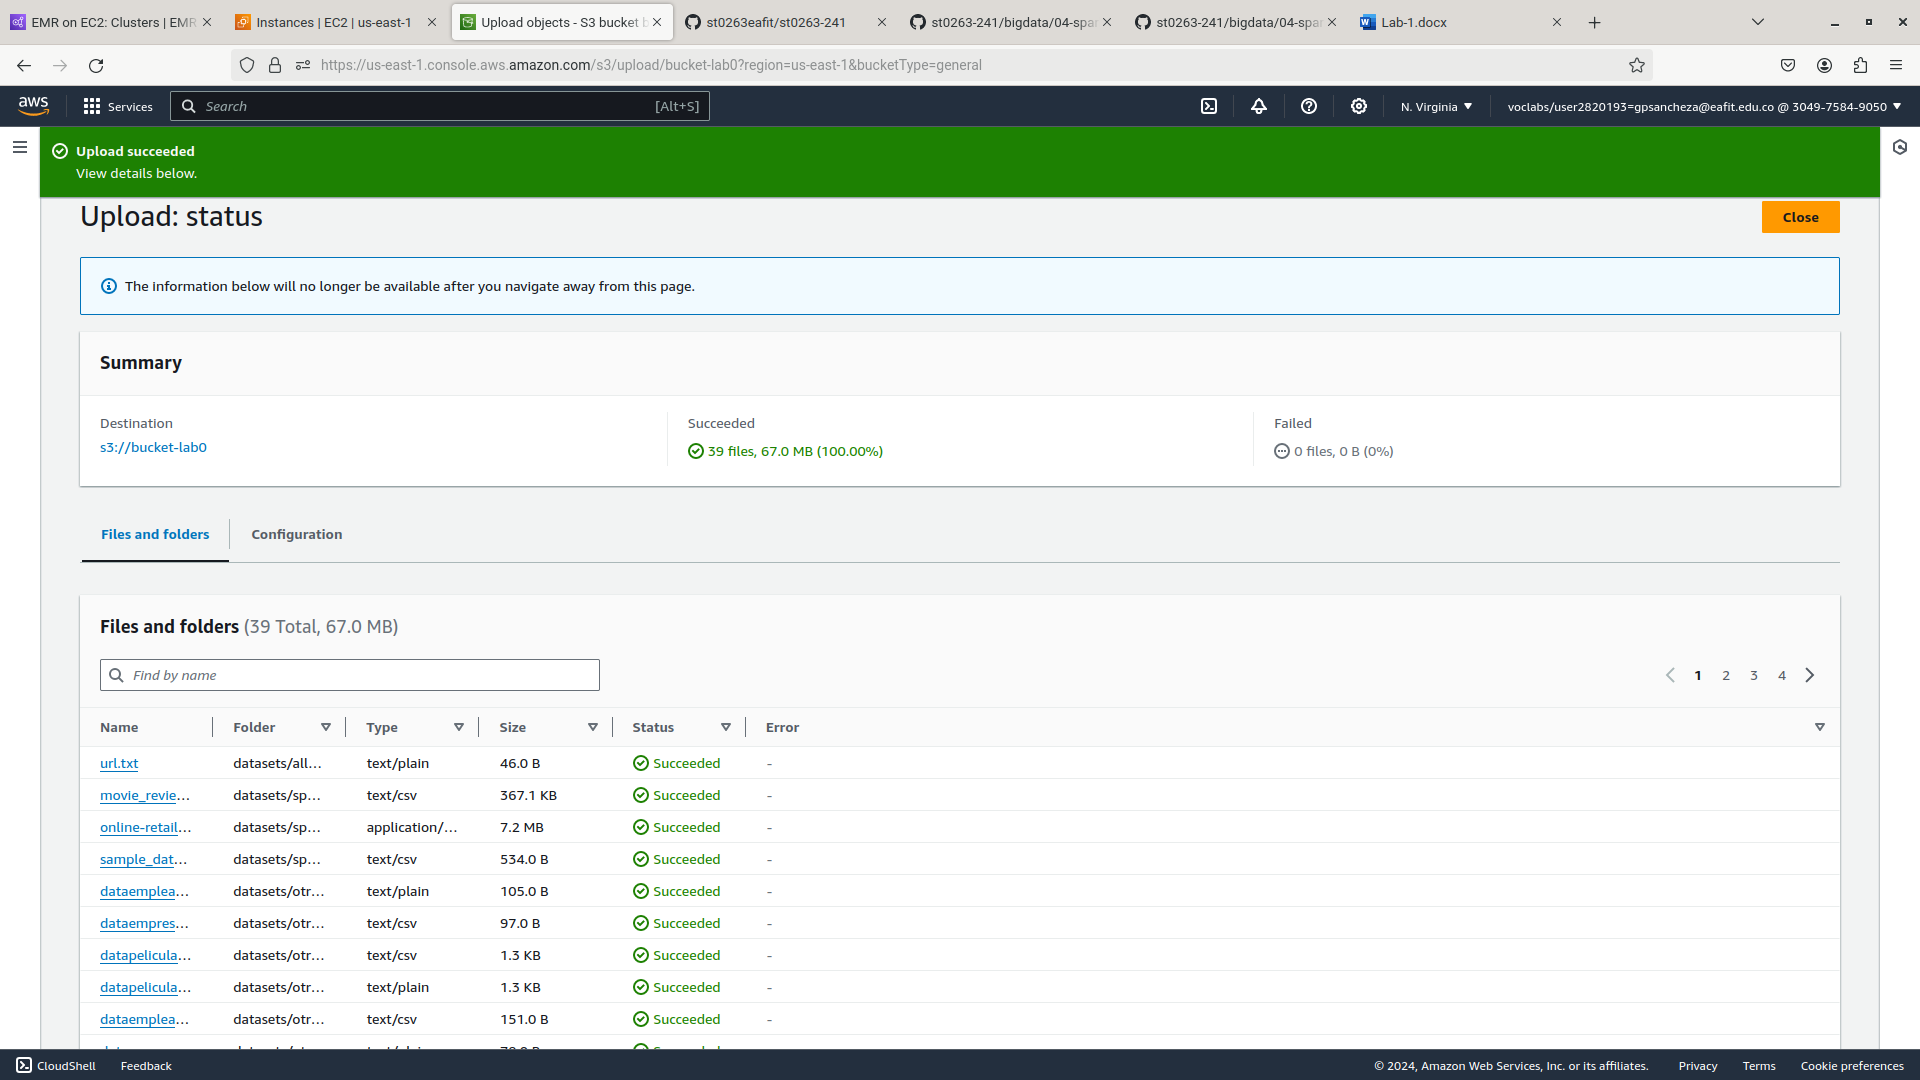 EMR on EC2: Clusters | EMR
Instances | EC2 | us-east-1
Upload objects - S3 bucket b
st0263eafit/st0263-241
st0263-241/bigdata/04-spar
st0263-241/bigdata/04-spar
Lab-1.docx
https://us-east-1.console.aws.amazon.com/s3/upload/bucket-lab0?region=us-east-1&bucketType=general
aws
Services
Search
[Alt+S]
N. Virginia
voclabs/user2820193=gpsancheza@eafit.edu.co @ 3049-7584-9050
Upload succeeded
View details below.
Upload: status
Close
The information below will no longer be available after you navigate away from this page.
Summary
Destination
s3://bucket-lab0
Succeeded
39 files, 67.0 MB (100.00%)
Failed
0 files, 0 B (0%)
Files and folders
Configuration
Files and folders (39 Total, 67.0 MB)
Find by name
1 2 3 4
Name Folder Type Size Status Error
url.txt datasets/all... text/plain 46.0 B Succeeded -
movie_revie... datasets/sp... text/csv 367.1 KB Succeeded -
online-retail... datasets/sp... application/... 7.2 MB Succeeded -
sample_dat... datasets/sp... text/csv 534.0 B Succeeded -
dataemplea... datasets/otr... text/plain 105.0 B Succeeded -
dataempres... datasets/otr... text/csv 97.0 B Succeeded -
datapelicula... datasets/otr... text/csv 1.3 KB Succeeded -
datapelicula... datasets/otr... text/plain 1.3 KB Succeeded -
dataemplea... datasets/otr... text/csv 151.0 B Succeeded -
CloudShell
Feedback
© 2024, Amazon Web Services, Inc. or its affiliates.
Privacy
Terms
Cookie preferences